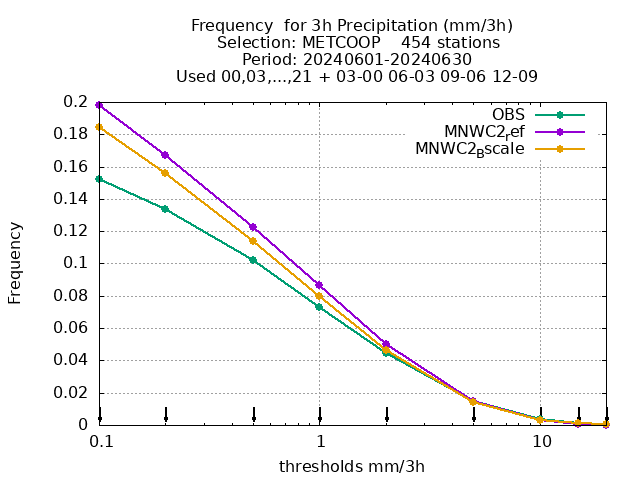 Frequency  for 3h Precipitation (mm/3h)
Selection: METCOOP    454 stations
Period: 20240601-20240630
Used 00,03,...,21 + 03-00 06-03 09-06 12-09
OBS
MNWC2ref
MNWC2Bscale
0.2
0.18
0.16
0.14
0.12
0.1
0.08
0.06
0.04
0.02
0
Frequency
0.1
1
10
thresholds mm/3h